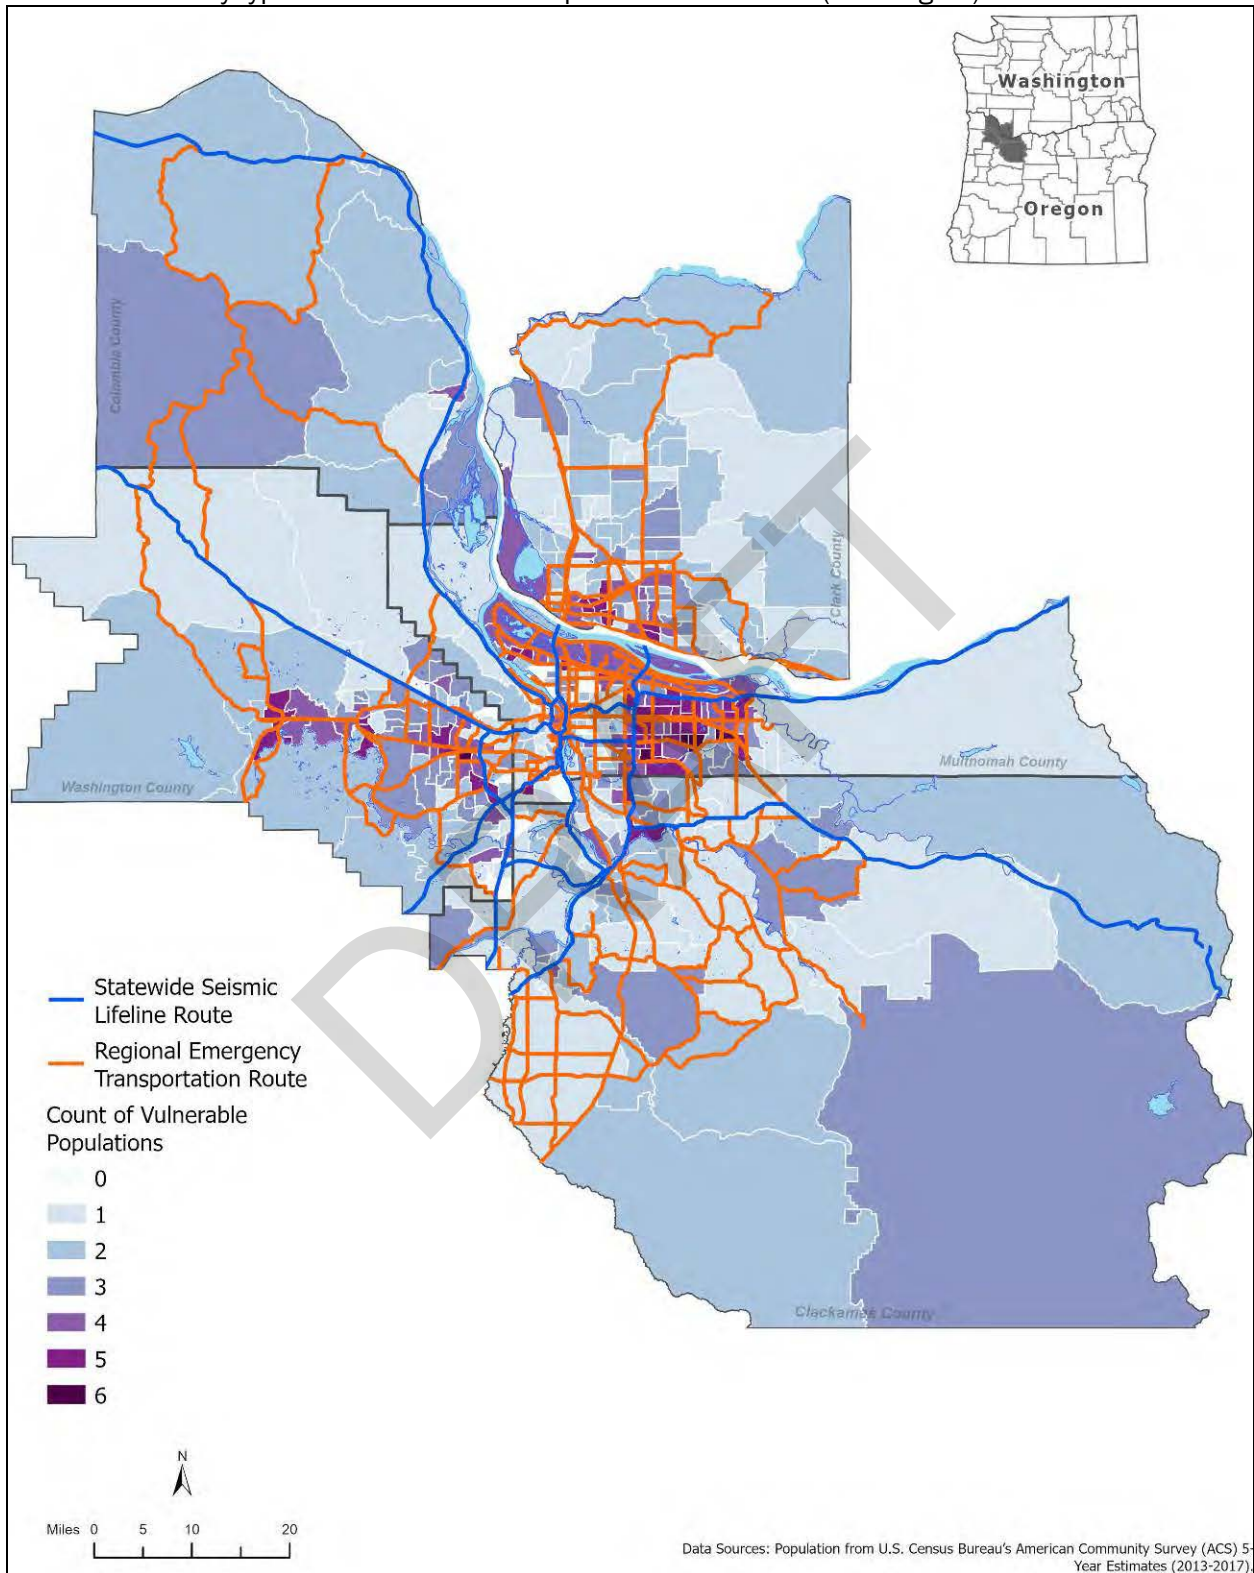 Washington
Oregon
Columbia County
Clark County
Multnomah County
Washington County
DRAFT
Statewide Seismic
Lifeline Route
Regional Emergency
Transportation Route
Count of Vulnerable
Populations
0
1
2
3
4
5
6
Clackamas County
N
Miles 0 5 10 20
Data Sources: Population from U.S. Census Bureau's American Community Survey (ACS) 5-
Year Estimates (2013-2017).